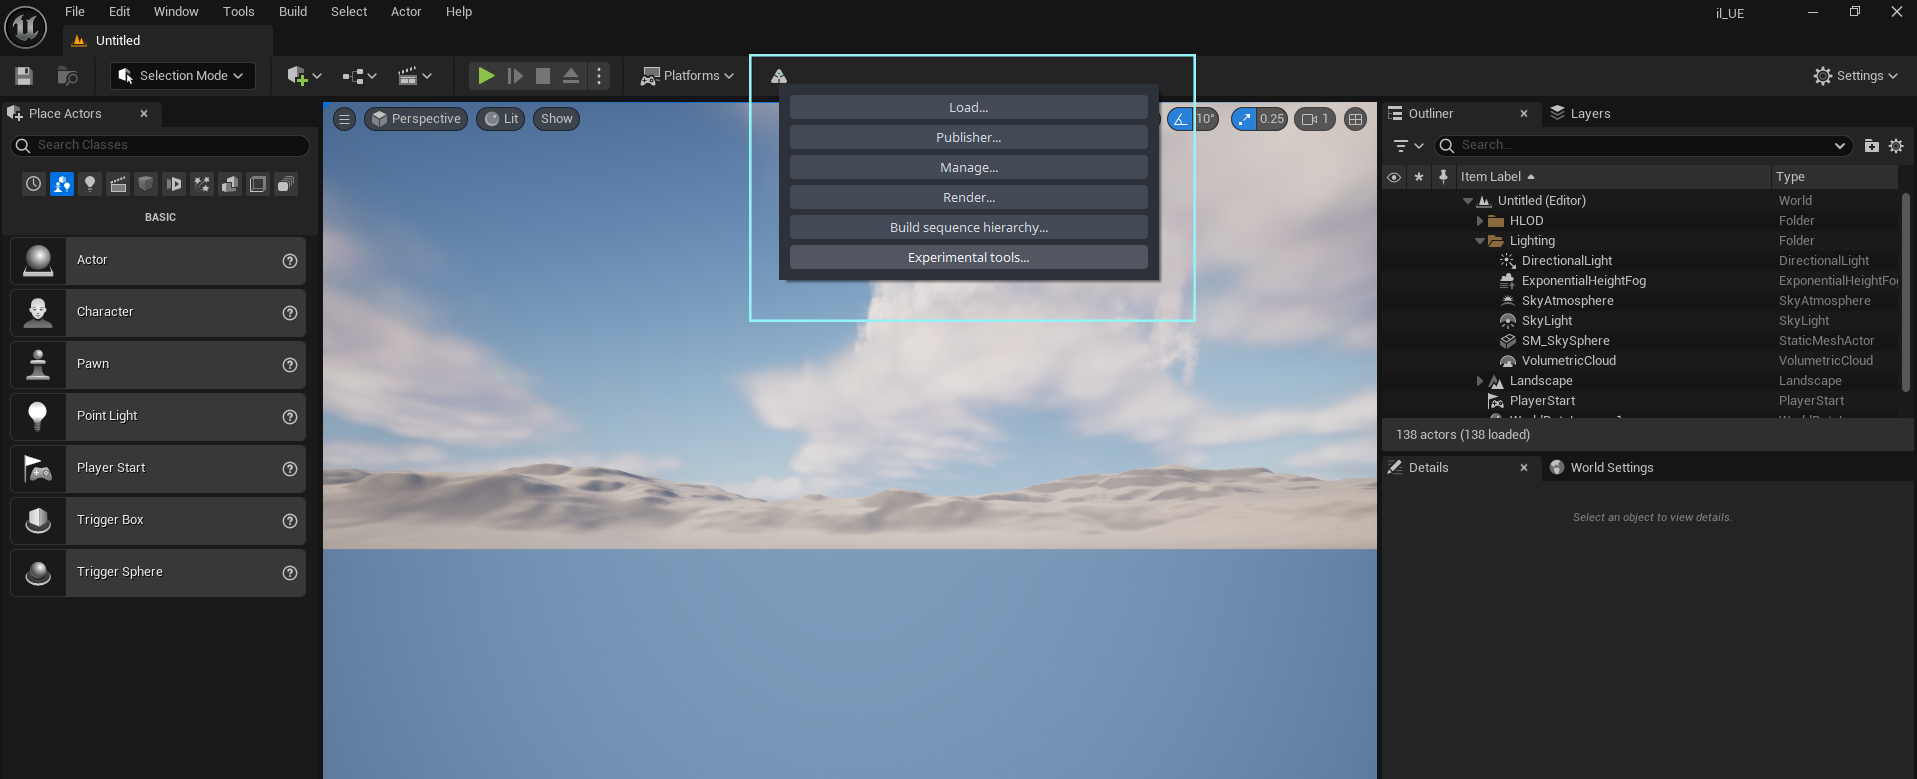 File Edit Window Tools Build Select Actor Help
il_UE
Untitled
Selection Mode
Platforms
Settings
Place Actors
Search Classes
BASIC
Actor
Character
Pawn
Point Light
Player Start
Trigger Box
Trigger Sphere
Perspective Lit Show
10° 0.25 1
Load...
Publisher...
Manage...
Render...
Build sequence hierarchy...
Experimental tools...
Outliner Layers
Search...
Item Label Type
Untitled (Editor) World
HLOD Folder
Lighting Folder
DirectionalLight DirectionalLight
ExponentialHeightFog ExponentialHeightFo
SkyAtmosphere SkyAtmosphere
SkyLight SkyLight
SM_SkySphere StaticMeshActor
VolumetricCloud VolumetricCloud
Landscape Landscape
PlayerStart PlayerStart
138 actors (138 loaded)
Details World Settings
Select an object to view details.